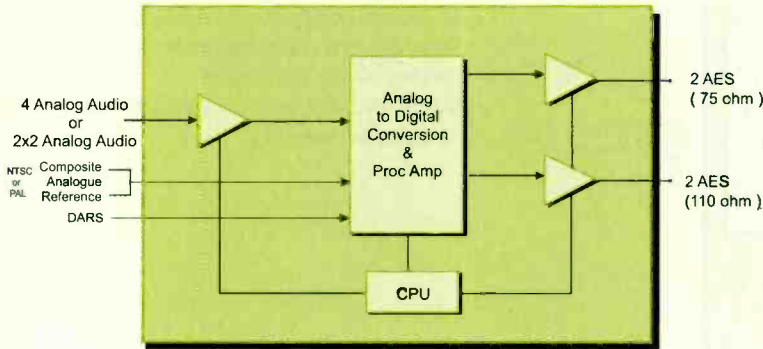 4 Analog Audio
or
2x2 Analog Audio
NTSC
or
PAL
Composite
Analogue
Reference
DARS
Analog
to Digital
Conversion
&
Proc Amp
CPU
2 AES
( 75 ohm )
2 AES
(110 ohm )